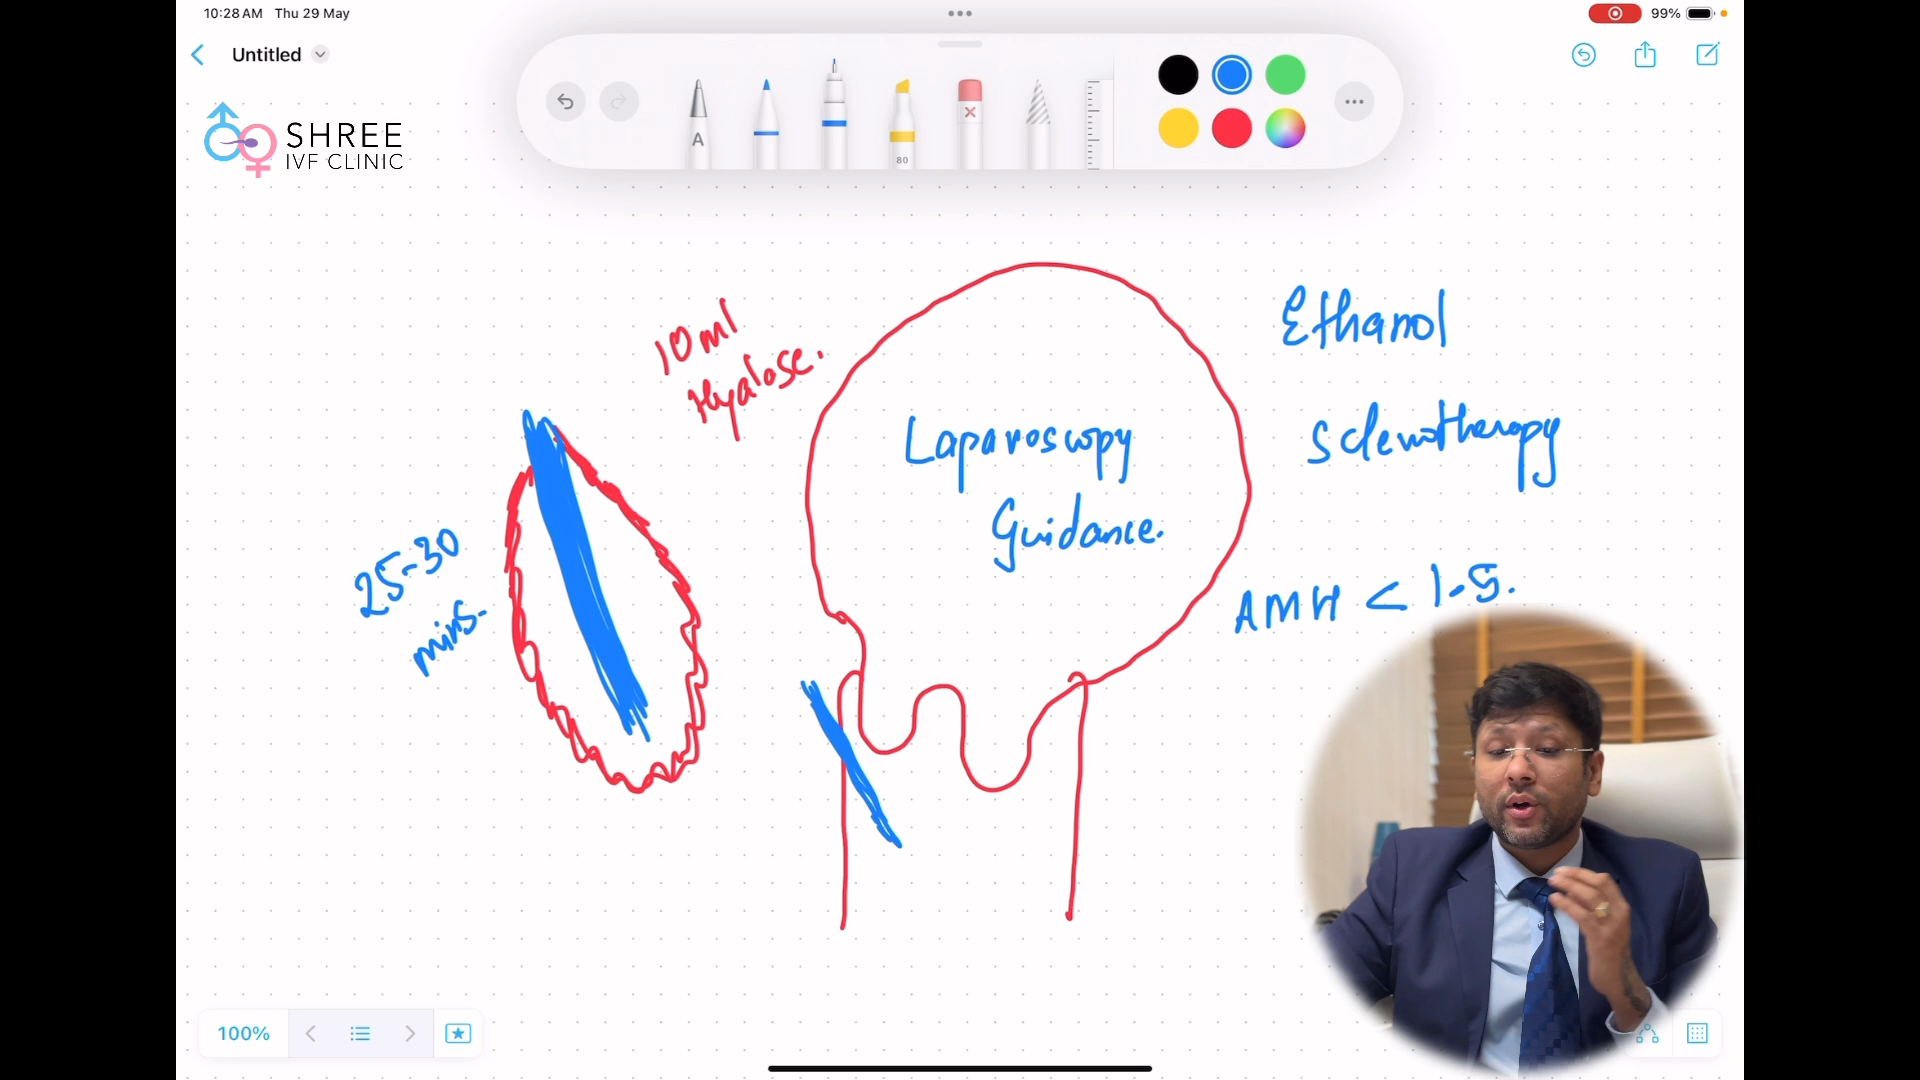 10:28 AM Thu 29 May
99%
Untitled
SHREE
IVF CLINIC
A
80
10 ml
Hyalose.
Ethanol
Sclerotherapy
Laparoscopy
Guidance.
25-30
mins.
AMH < 1.5.
100%